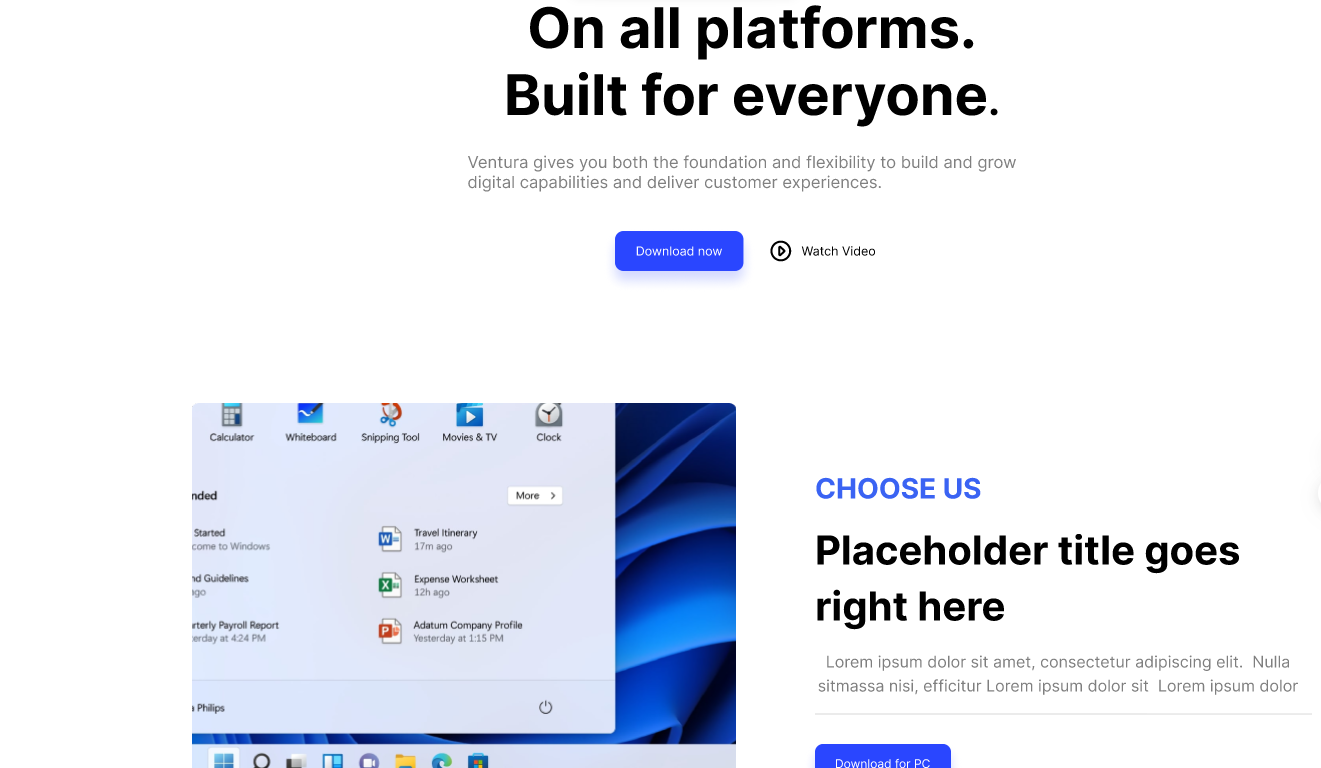 On all platforms.
Built for everyone.
Ventura gives you both the foundation and flexibility to build and grow
digital capabilities and deliver customer experiences.
Download now
Watch Video
Calculator
Whiteboard
Snipping Tool
Movies & TV
Clock
nded
More
Started
come to Windows
Travel Itinerary
17m ago
d Guidelines
go
Expense Worksheet
12h ago
rterly Payroll Report
erday at 4:24 PM
Adatum Company Profile
Yesterday at 1:15 PM
Philips
CHOOSE US
Placeholder title goes
right here
Lorem ipsum dolor sit amet, consectetur adipiscing elit.  Nulla
sitmassa nisi, efficitur Lorem ipsum dolor sit  Lorem ipsum dolor
Download for PC